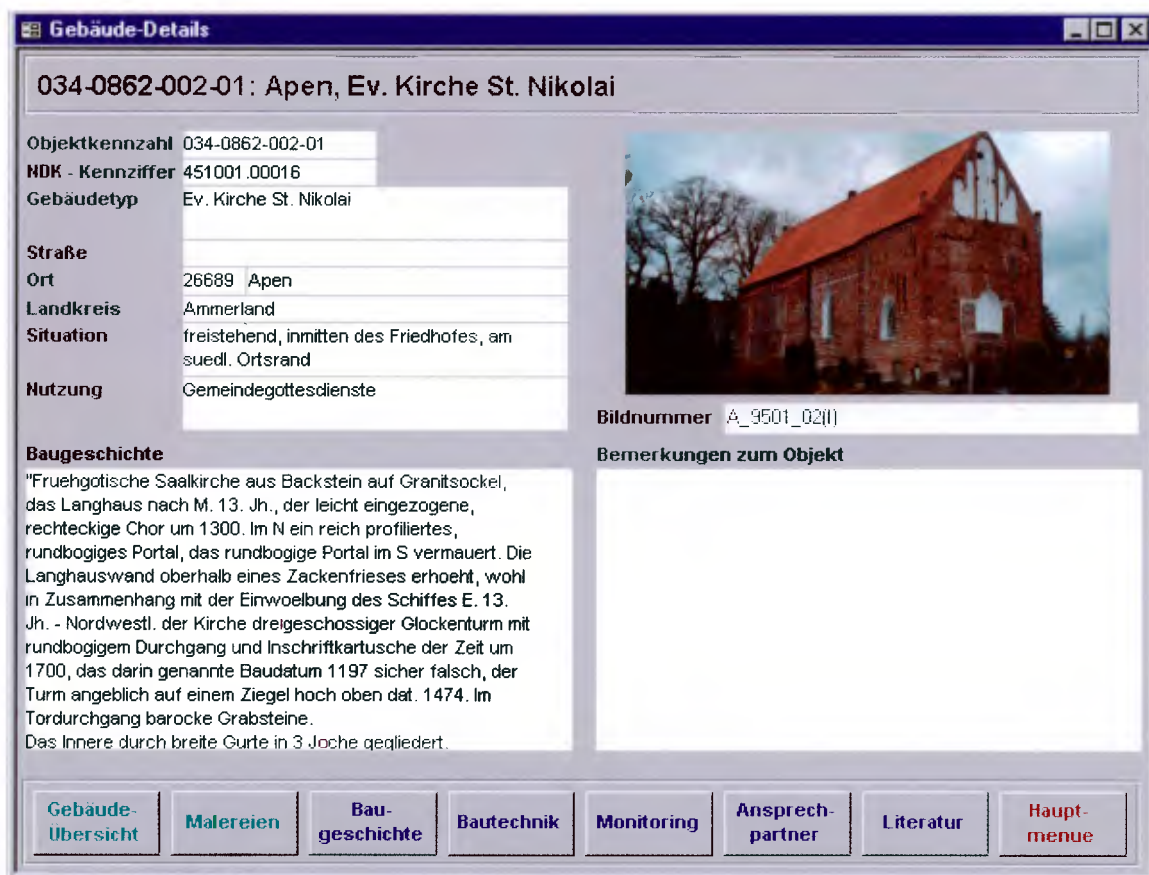 Gebäude-Details
034-0862-002-01: Apen, Ev. Kirche St. Nikolai
Objektkennzahl 034-0862-002-01
NDK - Kennziffer 451001.00016
Gebäudetyp Ev. Kirche St. Nikolai
Straße
Ort 26689 Apen
Landkreis Ammerland
Situation freistehend, inmitten des Friedhofes, am
suedl. Ortsrand
Nutzung Gemeindegottesdienste
Bildnummer A_9501_02(I)
Baugeschichte
"Fruehgotische Saalkirche aus Backstein auf Granitsockel,
das Langhaus nach M. 13. Jh., der leicht eingezogene,
rechteckige Chor um 1300. Im N ein reich profiliertes,
rundbogiges Portal, das rundbogige Portal im S vermauert. Die
Langhauswand oberhalb eines Zackenfrieses erhoeht, wohl
in Zusammenhang mit der Einwoelbung des Schiffes E. 13.
Jh. - Nordwestl. der Kirche dreigeschossiger Glockenturm mit
rundbogigem Durchgang und Inschriftkartusche der Zeit um
1700, das darin genannte Baudatum 1197 sicher falsch, der
Turm angeblich auf einem Ziegel hoch oben dat. 1474. Im
Tordurchgang barocke Grabsteine.
Das Innere durch breite Gurte in 3 Joche gegliedert.
Bemerkungen zum Objekt
Gebäude-
Übersicht
Malereien
Bau-
geschichte
Bautechnik
Monitoring
Ansprech-
partner
Literatur
Haupt-
menue